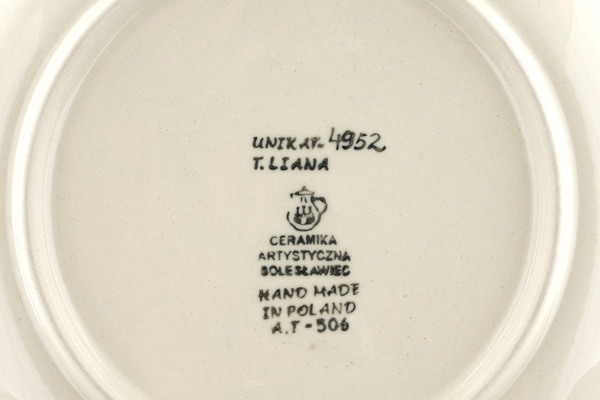 UNIKAT-4952
T. LIANA
CERAMIKA
ARTYSTYCZNA
BOLESŁAWIEC
HAND MADE
IN POLAND
A.T-506